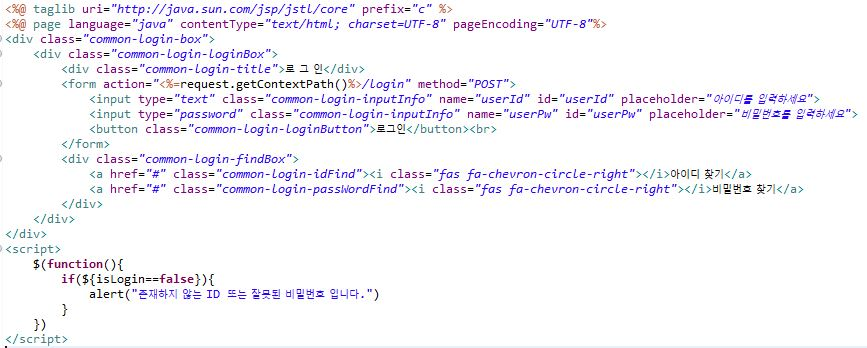 <%@ taglib uri="http://java.sun.com/jsp/jstl/core" prefix="c" %>
<%@ page language="java" contentType="text/html; charset=UTF-8" pageEncoding="UTF-8"%>
<div class="common-login-box">
    <div class="common-login-loginBox">
        <div class="common-login-title">로 그 인</div>
        <form action="<%=request.getContextPath()%>/login" method="POST">
            <input type="text" class="common-login-inputInfo" name="userId" id="userId" placeholder="아이디를 입력하세요">
            <input type="password" class="common-login-inputInfo" name="userPw" id="userPw" placeholder="비밀번호를 입력하세요">
            <button class="common-login-loginButton">로그인</button><br>
        </form>
        <div class="common-login-findBox">
            <a href="#" class="common-login-idFind"><i class="fas fa-chevron-circle-right"></i>아이디 찾기</a>
            <a href="#" class="common-login-passWordFind"><i class="fas fa-chevron-circle-right"></i>비밀번호 찾기</a>
        </div>
    </div>
</div>
<script>
    $(function(){
        if(${isLogin==false}){
            alert("존재하지 않는 ID 또는 잘못된 비밀번호 입니다.")
        }
    })
</script>